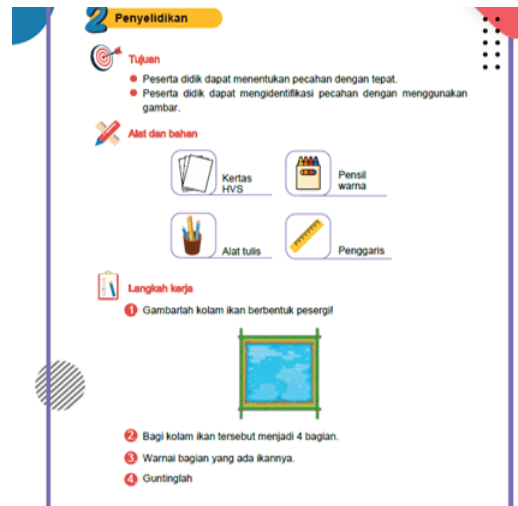 2 Penyelidikan
Tujuan
Peserta didik dapat menentukan pecahan dengan tepat.
Peserta didik dapat mengidentifikasi pecahan dengan menggunakan
gambar.
Alat dan bahan
Kertas
HVS
Pensil
warna
Alat tulis
Penggaris
Langkah kerja
1 Gambarlah kolam ikan berbentuk pesergi!
2 Bagi kolam ikan tersebut menjadi 4 bagian.
3 Warnai bagian yang ada ikannya.
4 Guntinglah